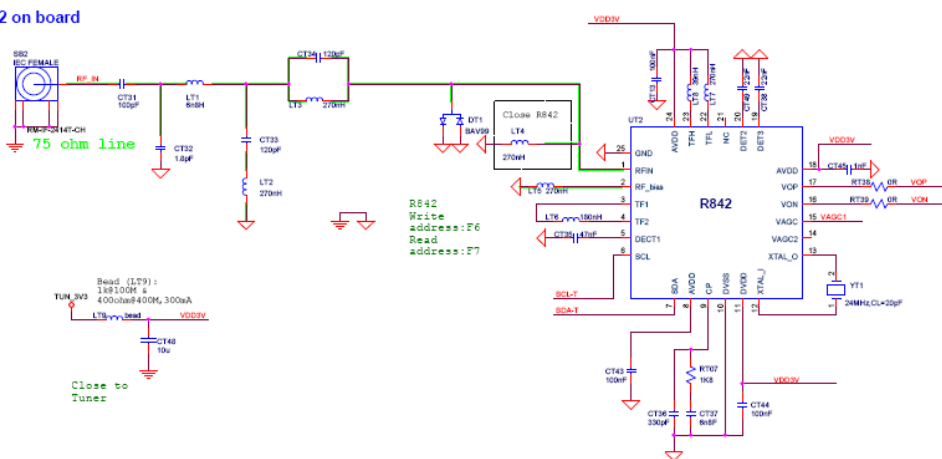 2 on board
SB2
IEC FEMALE
RF_IN
RM-IF-2414T-CH
75 ohm line
CT31
100pF
CT32
1.8pF
LT1
6n8H
CT33
120pF
LT2
270nH
CT34
120pF
LT3
270nH
DT1
BAV99
Close R842
LT4
270nH
LT5
270nH
LT6
180nH
CT35
47nF
R842
Write
address:F6
Read
address:F7
SCL-T
SDA-T
VDD3V
CT13
100nF
LT8
39nH
LT7
270nH
CT49
22nF
CT38
22nF
UT2
24
23
22
21
20
19
AVDD
TFH
TFL
NC
DET2
DET3
25
GND
1
RFIN
2
RF_bias
3
TF1
4
TF2
5
DECT1
6
SCL
R842
AVDD
18
VOP
17
VON
16
VAGC
15
VAGC2
14
XTAL_O
13
SDA
AVDD
CP
DVSS
DVDD
XTAL_I
7
8
9
10
11
12
VDD3V
CT45
1nF
RT38
0R
VOP
RT39
0R
VON
VAGC1
2
YT1
24MHz,CL=20pF
1
CT43
100nF
RT07
1K8
CT36
330pF
CT37
6n8F
CT44
100nF
VDD3V
Bead (LT9):
1k@100M &
400ohm@400M,300mA
TUN_3V3
LT9
bead
VDD3V
CT48
10u
Close to
Tuner